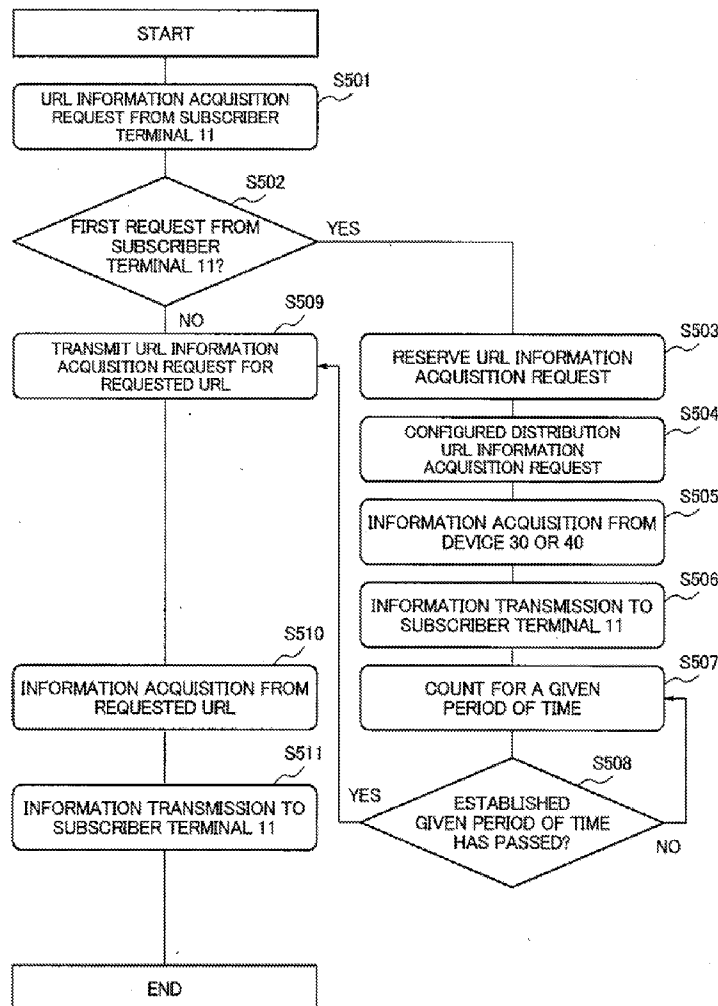 START
S501
URL INFORMATION ACQUISITION
REQUEST FROM SUBSCRIBER
TERMINAL 11
S502
FIRST REQUEST FROM
SUBSCRIBER
TERMINAL 11?
YES
NO
S509
TRANSMIT URL INFORMATION
ACQUISITION REQUEST FOR
REQUESTED URL
S503
RESERVE URL INFORMATION
ACQUISITION REQUEST
S504
CONFIGURED DISTRIBUTION
URL INFORMATION
ACQUISITION REQUEST
S505
INFORMATION ACQUISITION FROM
DEVICE 30 OR 40
S506
INFORMATION TRANSMISSION TO
SUBSCRIBER TERMINAL 11
S507
COUNT FOR A GIVEN
PERIOD OF TIME
S508
ESTABLISHED
GIVEN PERIOD OF TIME
HAS PASSED?
YES
NO
S510
INFORMATION ACQUISITION FROM
REQUESTED URL
S511
INFORMATION TRANSMISSION TO
SUBSCRIBER TERMINAL 11
END